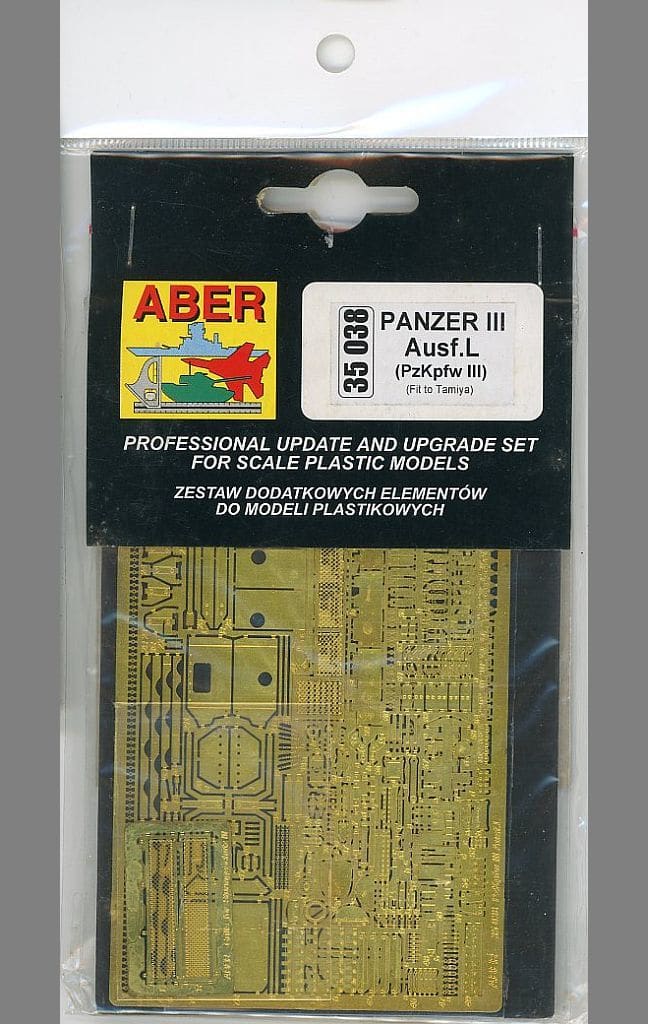 ABER
35 038
PANZER III
Ausf.L
(PzKpfw III)
(Fit to Tamiya)
PROFESSIONAL UPDATE AND UPGRADE SET
FOR SCALE PLASTIC MODELS
ZESTAW DODATKOWYCH ELEMENTÓW
DO MODELI PLASTIKOWYCH